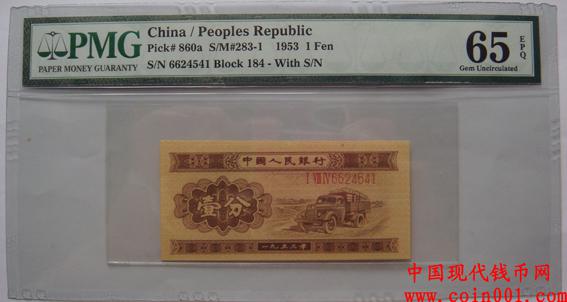 PMG
PAPER MONEY GUARANTY
China / Peoples Republic
Pick# 860a S/M#283-1 1953 1 Fen
S/N 6624541 Block 184 - With S/N
65
EPQ
Gem Uncirculated
中國人民銀行
I VIII IV 6624541
壹分
一九五三年
中国现代钱币网
www.coin001.com